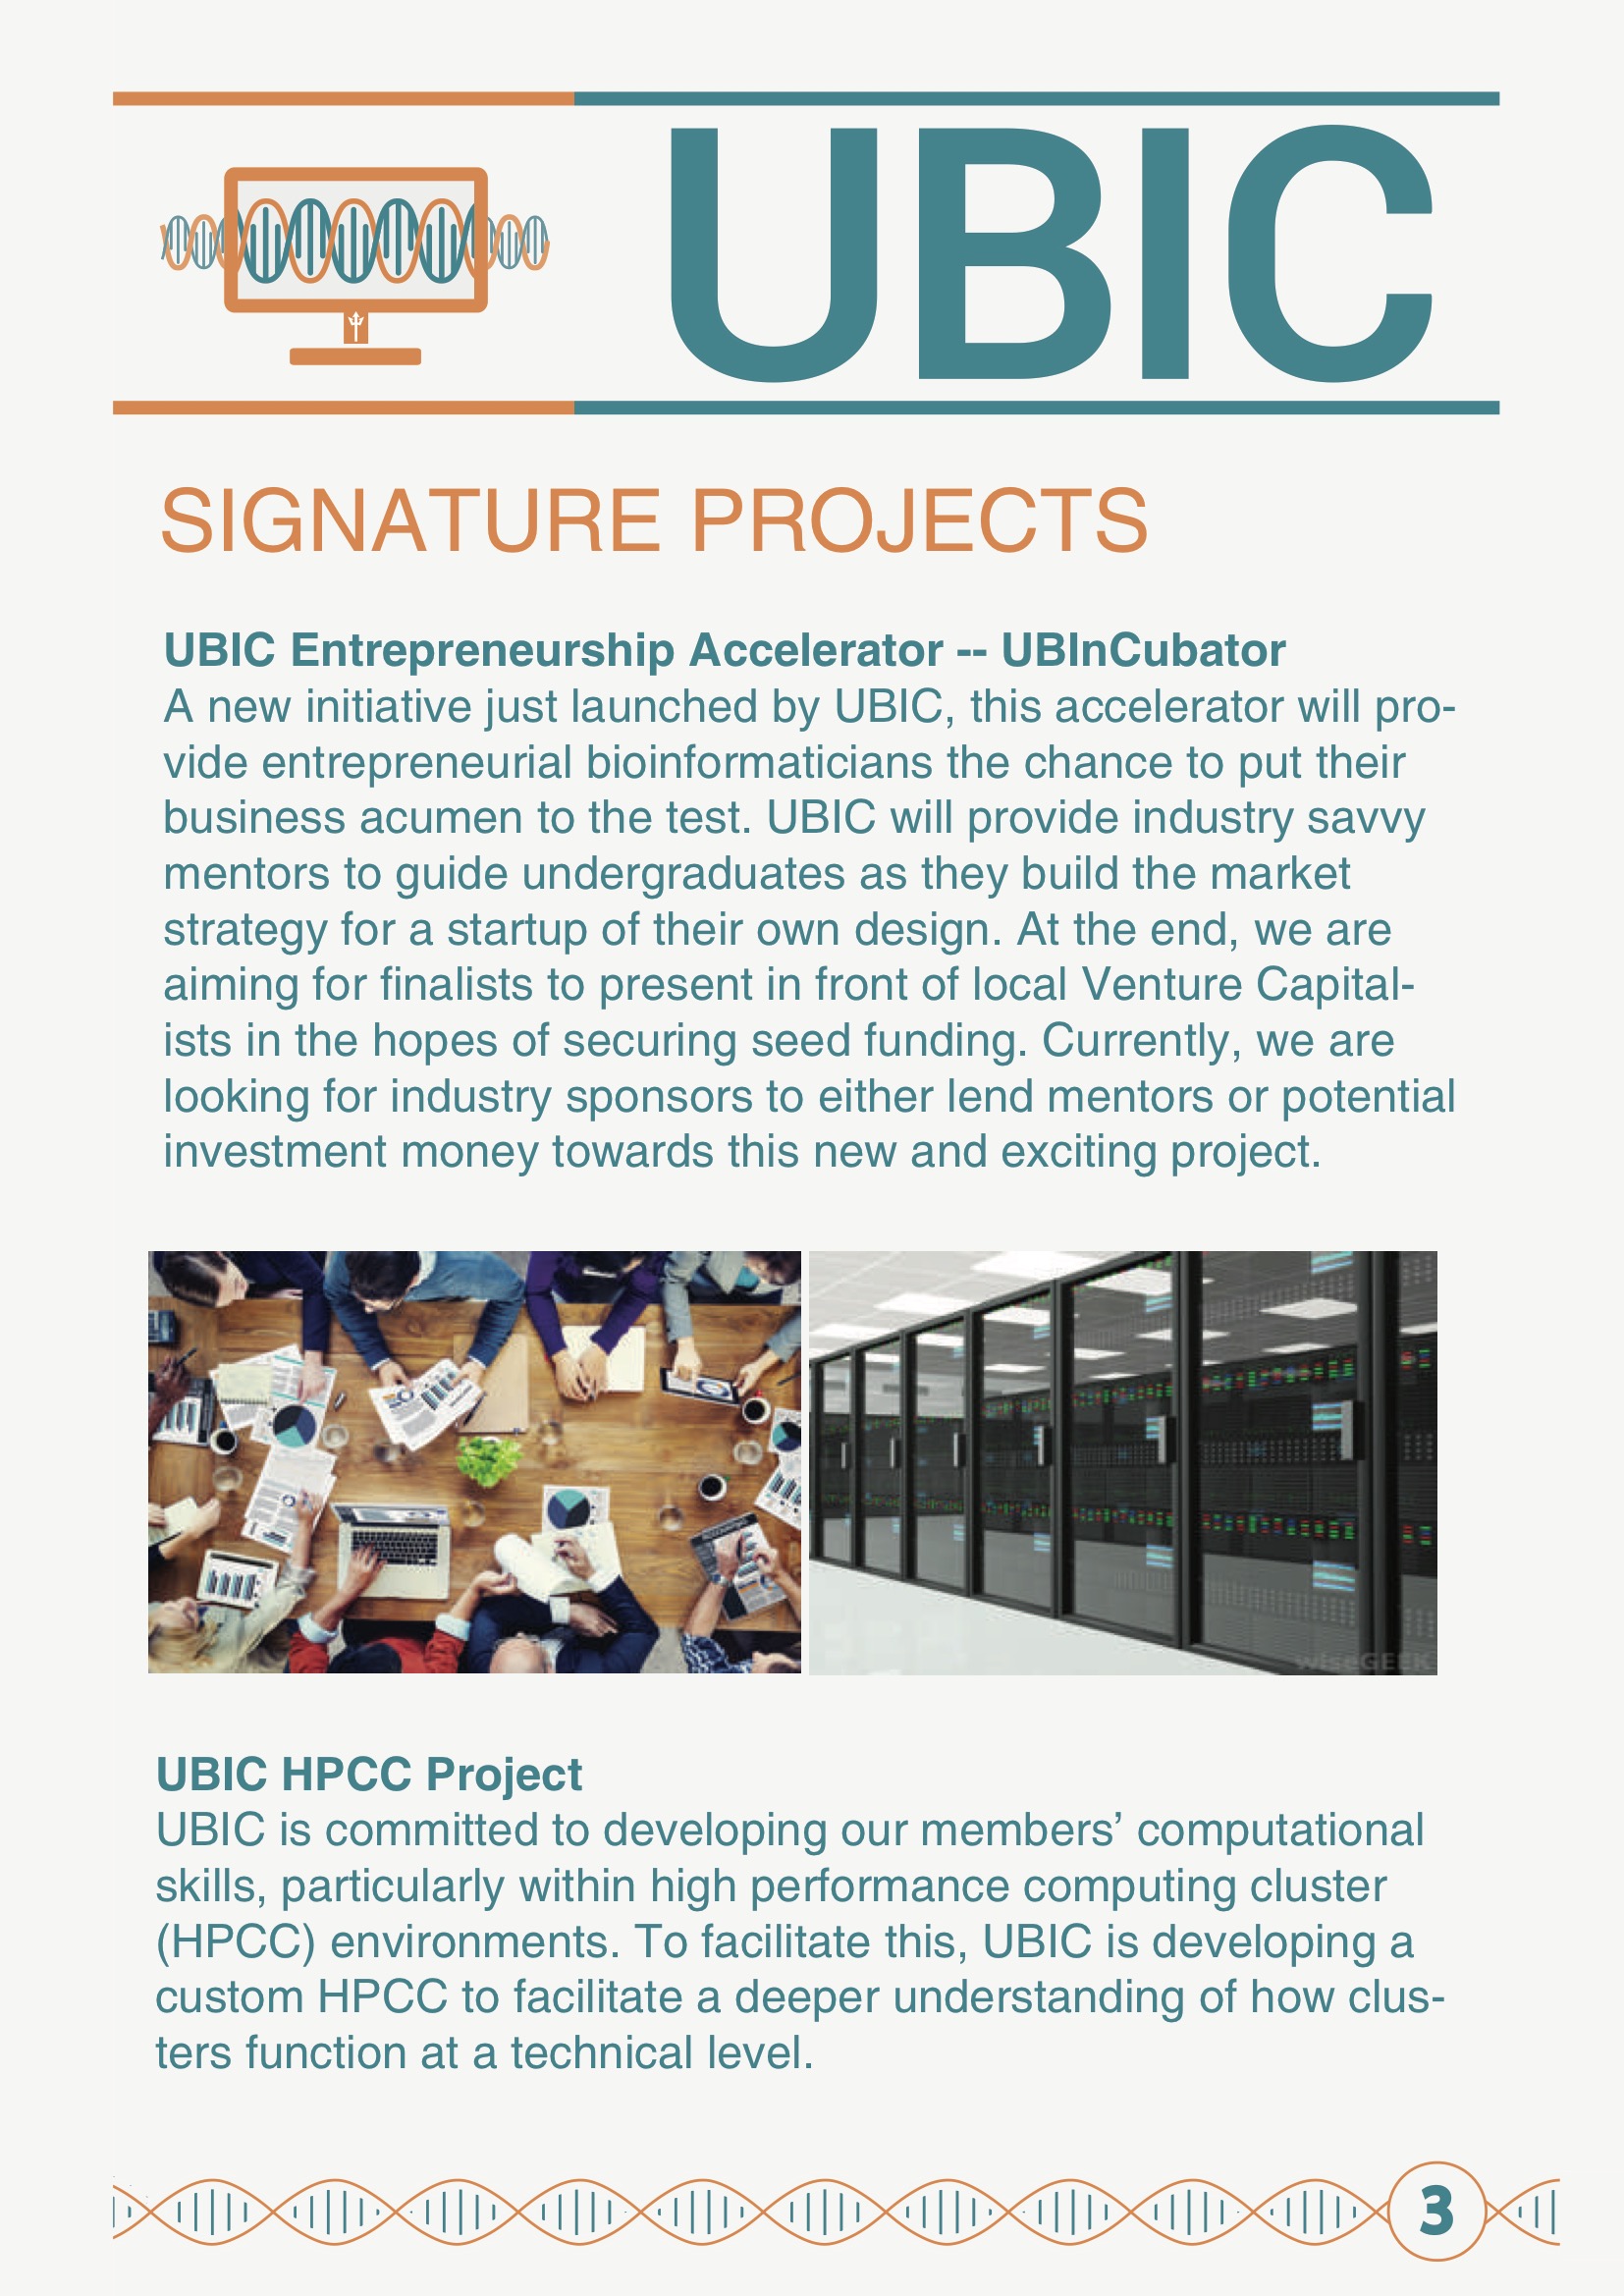 UBIC
SIGNATURE PROJECTS
UBIC Entrepreneurship Accelerator -- UBInCubator
A new initiative just launched by UBIC, this accelerator will pro-
vide entrepreneurial bioinformaticians the chance to put their
business acumen to the test. UBIC will provide industry savvy
mentors to guide undergraduates as they build the market
strategy for a startup of their own design. At the end, we are
aiming for finalists to present in front of local Venture Capital-
ists in the hopes of securing seed funding. Currently, we are
looking for industry sponsors to either lend mentors or potential
investment money towards this new and exciting project.
wiseGEEK
UBIC HPCC Project
UBIC is committed to developing our members’ computational
skills, particularly within high performance computing cluster
(HPCC) environments. To facilitate this, UBIC is developing a
custom HPCC to facilitate a deeper understanding of how clus-
ters function at a technical level.
3